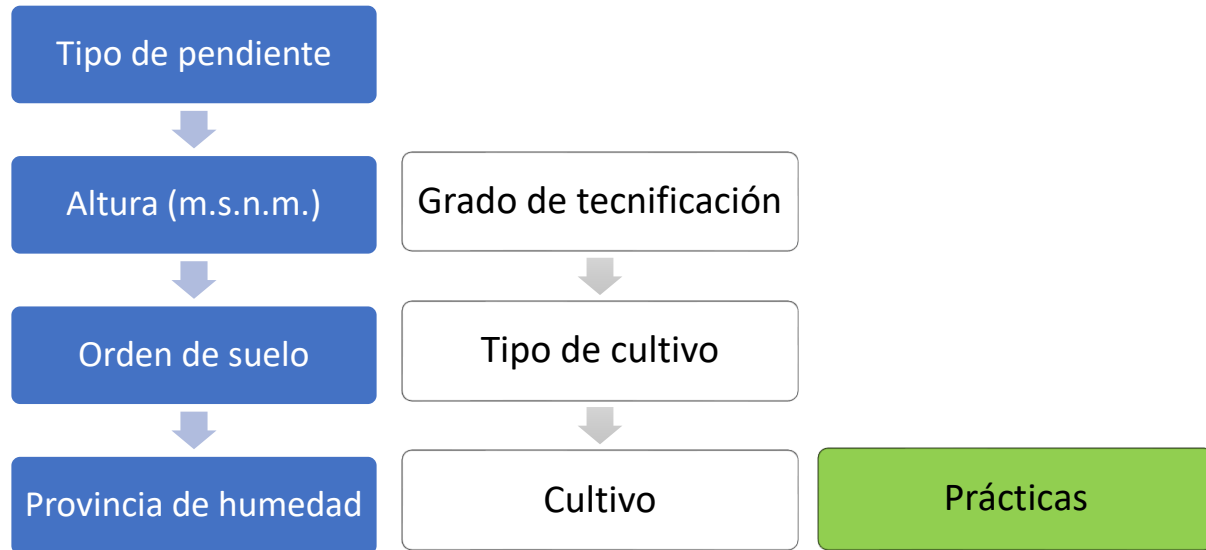 Tipo de pendiente
Altura (m.s.n.m.)
Orden de suelo
Provincia de humedad
Grado de tecnificación
Tipo de cultivo
Cultivo
Prácticas